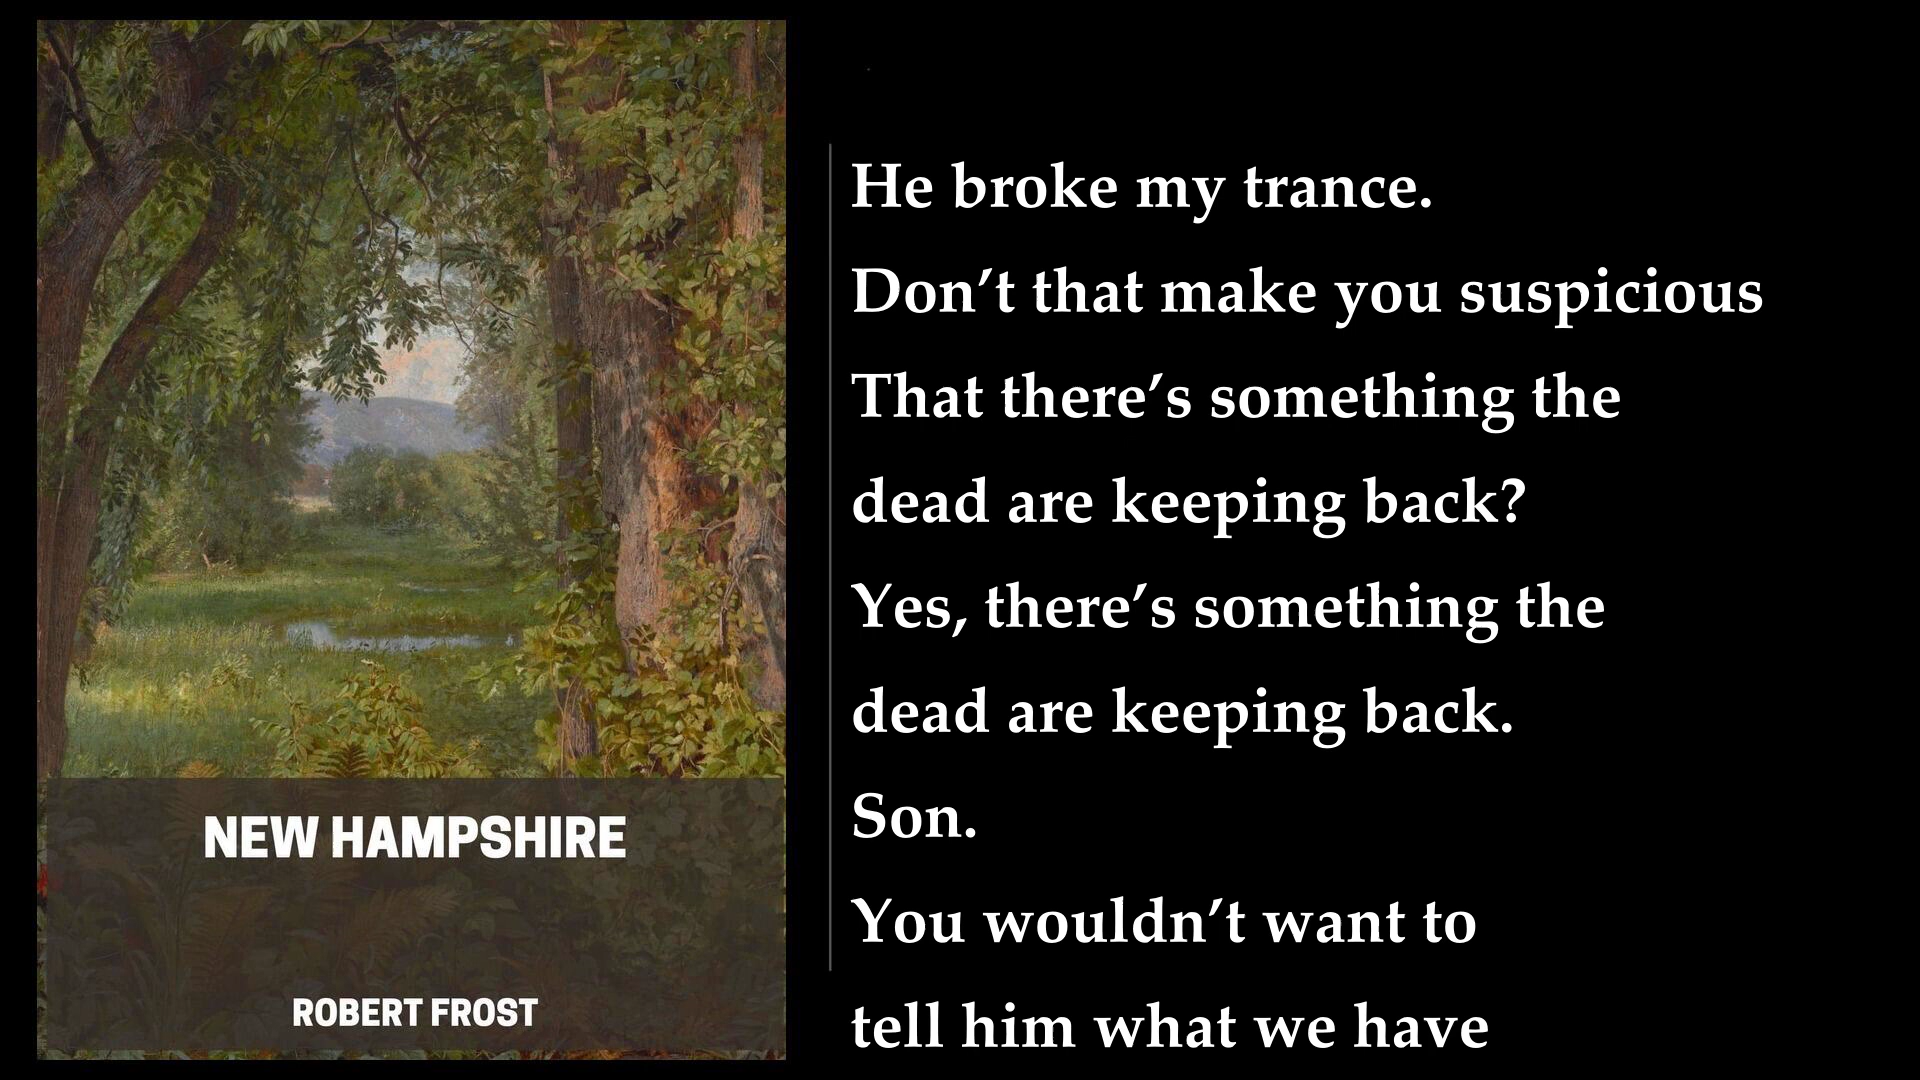 NEW HAMPSHIRE
ROBERT FROST
He broke my trance.
Don’t that make you suspicious
That there’s something the
dead are keeping back?
Yes, there’s something the
dead are keeping back.
Son.
You wouldn’t want to
tell him what we have